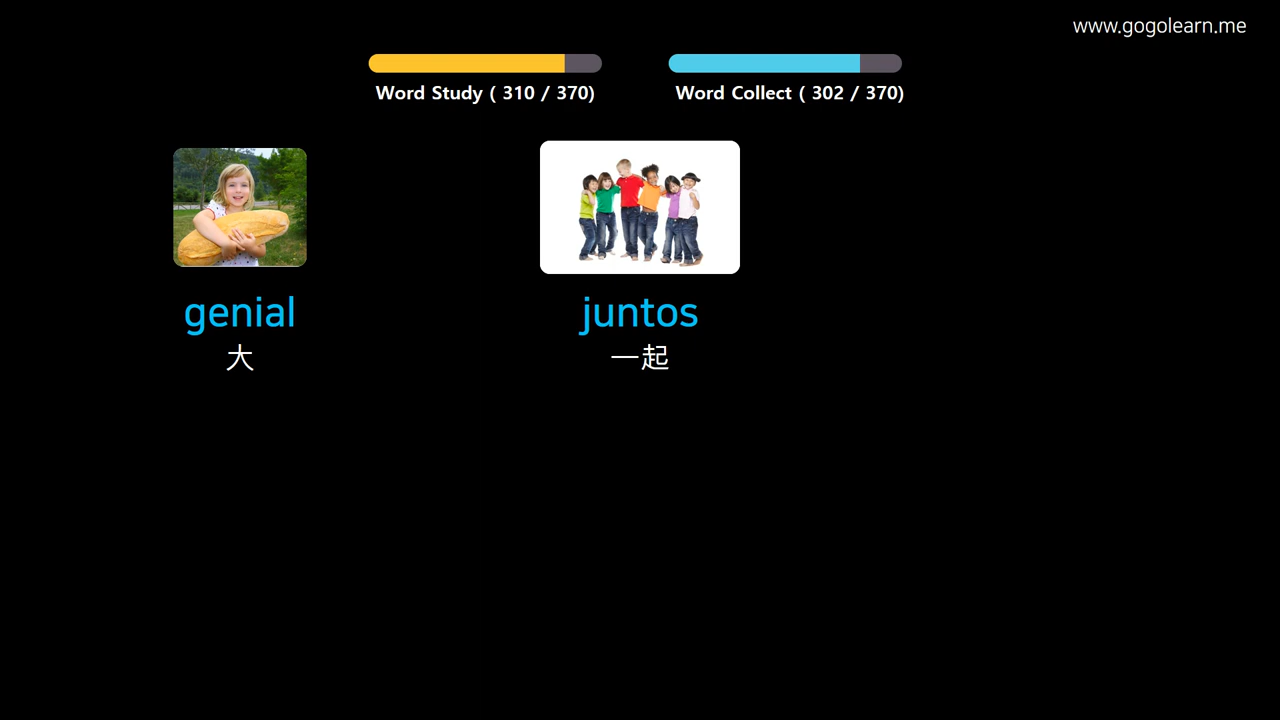 www.gogolearn.me
Word Study ( 310 / 370)
Word Collect ( 302 / 370)
genial
大
juntos
一起